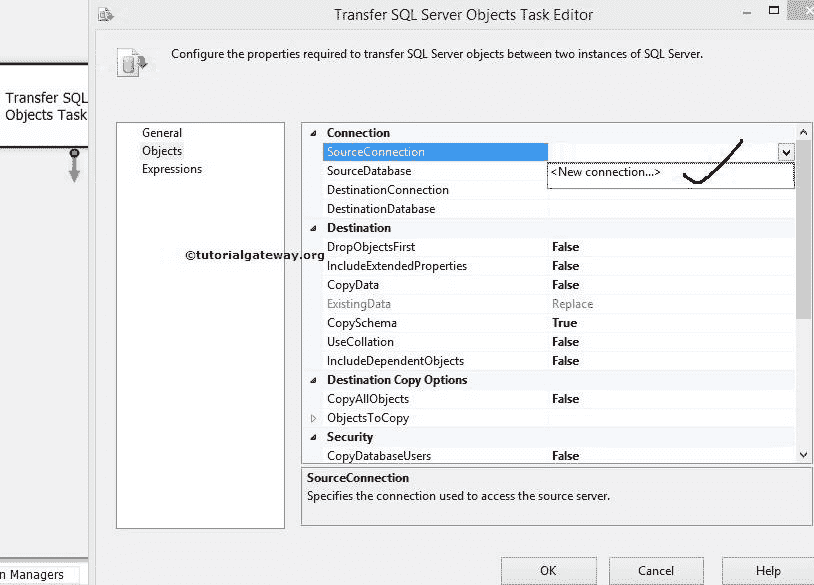 Transfer SQL Server Objects Task Editor
Configure the properties required to transfer SQL Server objects between two instances of SQL Server.
Transfer SQL
Objects Task
General
Objects
Expressions
Connection
SourceConnection
SourceDatabase <New connection...>
DestinationConnection
DestinationDatabase
Destination
DropObjectsFirst False
IncludeExtendedProperties False
CopyData False
ExistingData Replace
CopySchema True
UseCollation False
IncludeDependentObjects False
Destination Copy Options
CopyAllObjects False
ObjectsToCopy
Security
CopyDatabaseUsers False
©tutorialgateway.org
SourceConnection
Specifies the connection used to access the source server.
OK Cancel Help
n Managers